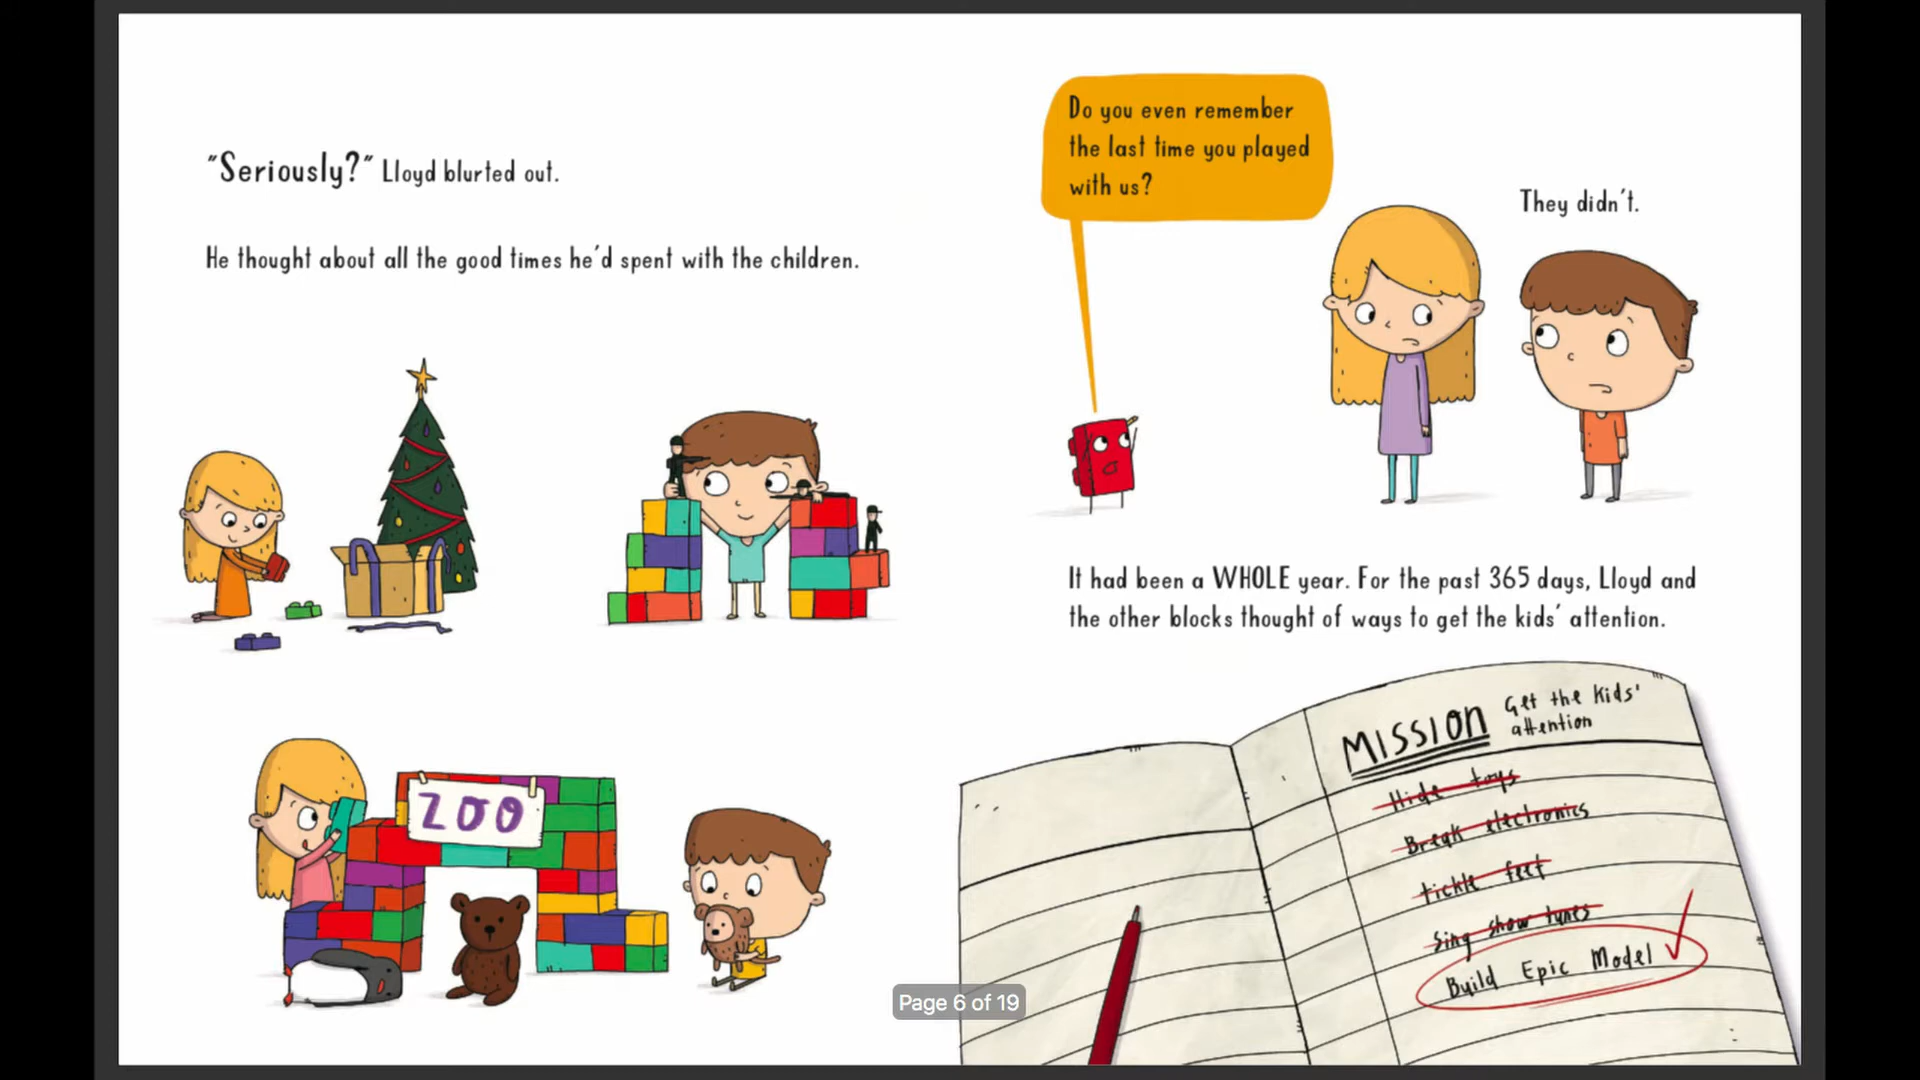 "Seriously?" Lloyd blurted out.
He thought about all the good times he'd spent with the children.
ZOO
Do you even remember
the last time you played
with us?
They didn't.
It had been a WHOLE year. For the past 365 days, Lloyd and
the other blocks thought of ways to get the kids' attention.
MISSION Get the kids'
attention
Hide toys
Break electronics
tickle feet
Sing show tunes
Build Epic Model
Page 6 of 19